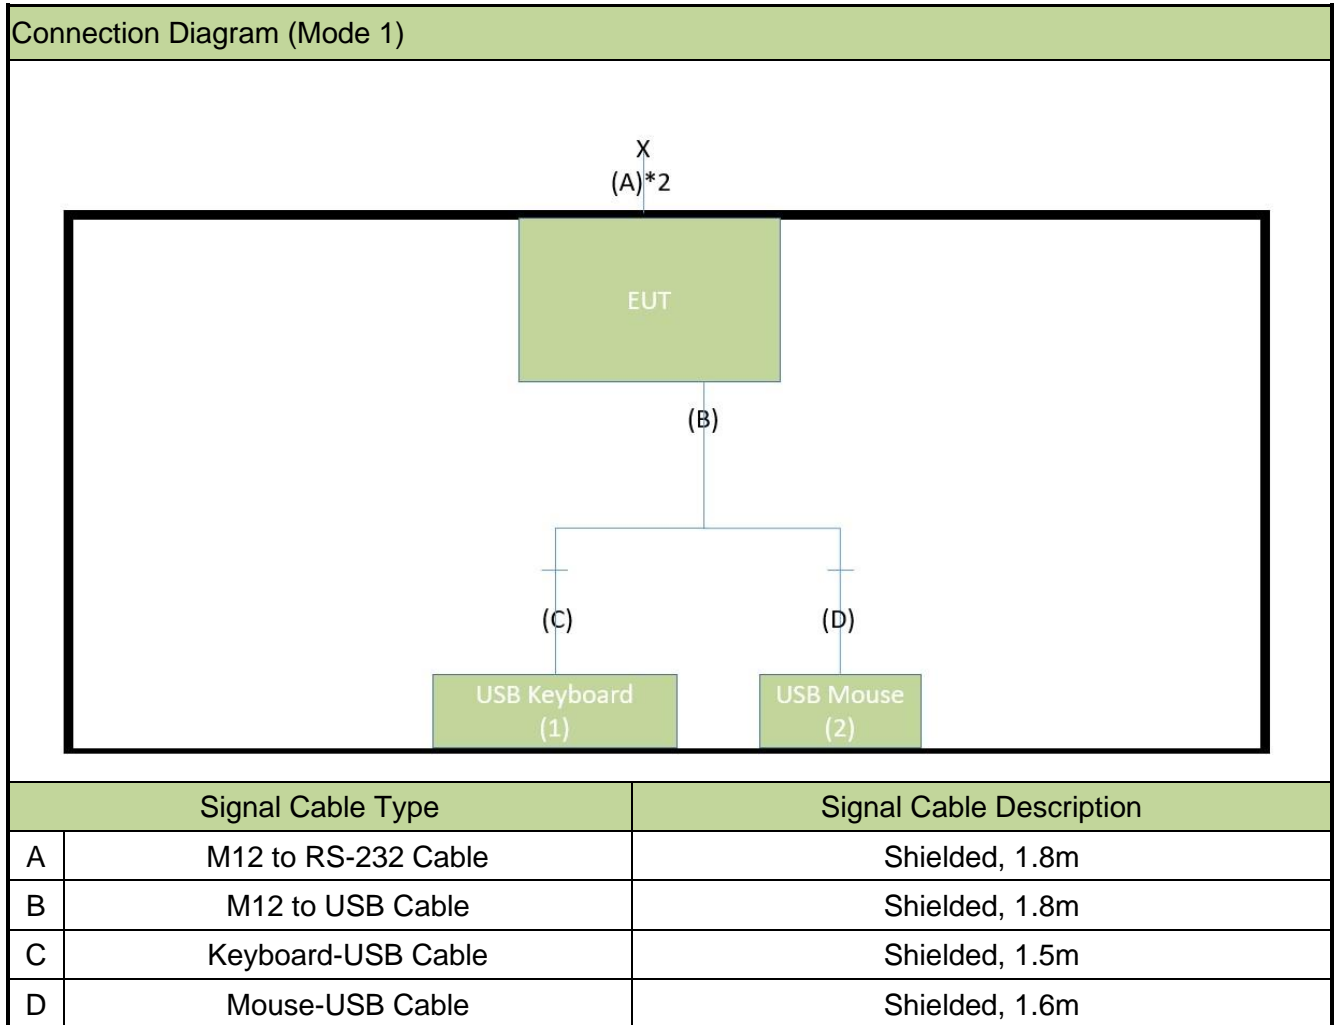 Connection Diagram (Mode 1)
X
(A)*2
EUT
(B)
(C) (D)
USB Keyboard USB Mouse
(1) (2)
Signal Cable Type Signal Cable Description
A M12 to RS-232 Cable Shielded, 1.8m
B M12 to USB Cable Shielded, 1.8m
C Keyboard-USB Cable Shielded, 1.5m
D Mouse-USB Cable Shielded, 1.6m